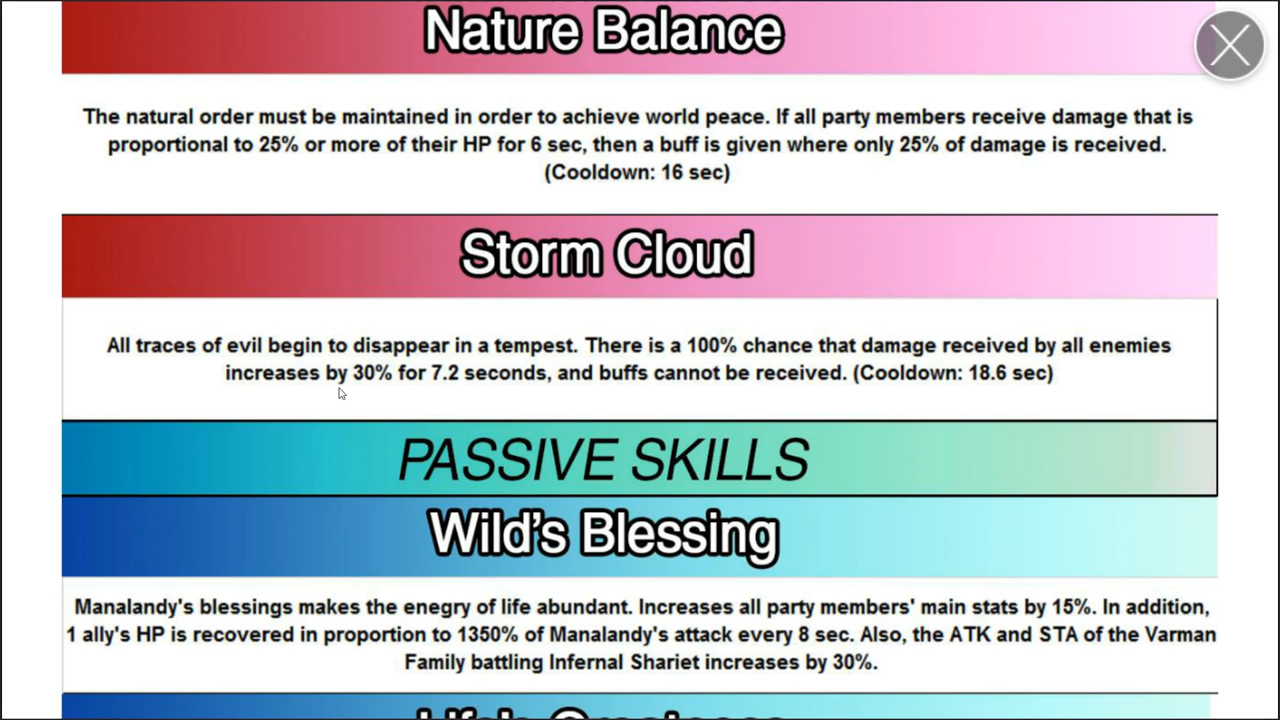 Nature Balance
The natural order must be maintained in order to achieve world peace. If all party members receive damage that is
proportional to 25% or more of their HP for 6 sec, then a buff is given where only 25% of damage is received.
(Cooldown: 16 sec)
Storm Cloud
All traces of evil begin to disappear in a tempest. There is a 100% chance that damage received by all enemies
increases by 30% for 7.2 seconds, and buffs cannot be received. (Cooldown: 18.6 sec)
PASSIVE SKILLS
Wild's Blessing
Manalandy's blessings makes the enegry of life abundant. Increases all party members' main stats by 15%. In addition,
1 ally's HP is recovered in proportion to 1350% of Manalandy's attack every 8 sec. Also, the ATK and STA of the Varman
Family battling Infernal Shariet increases by 30%.
Life's Greatness